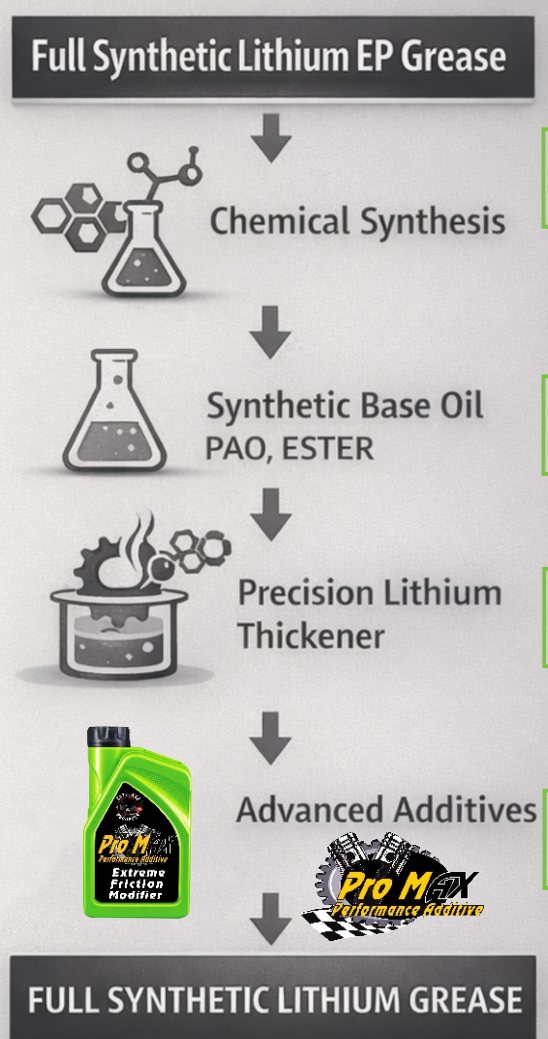 Full Synthetic Lithium EP Grease
Chemical Synthesis
Synthetic Base Oil
PAO, ESTER
Precision Lithium
Thickener
Advanced Additives
Pro MAX
Performance Additive
Extreme
Friction
Modifier
Pro MAX
Performance Additive
FULL SYNTHETIC LITHIUM GREASE